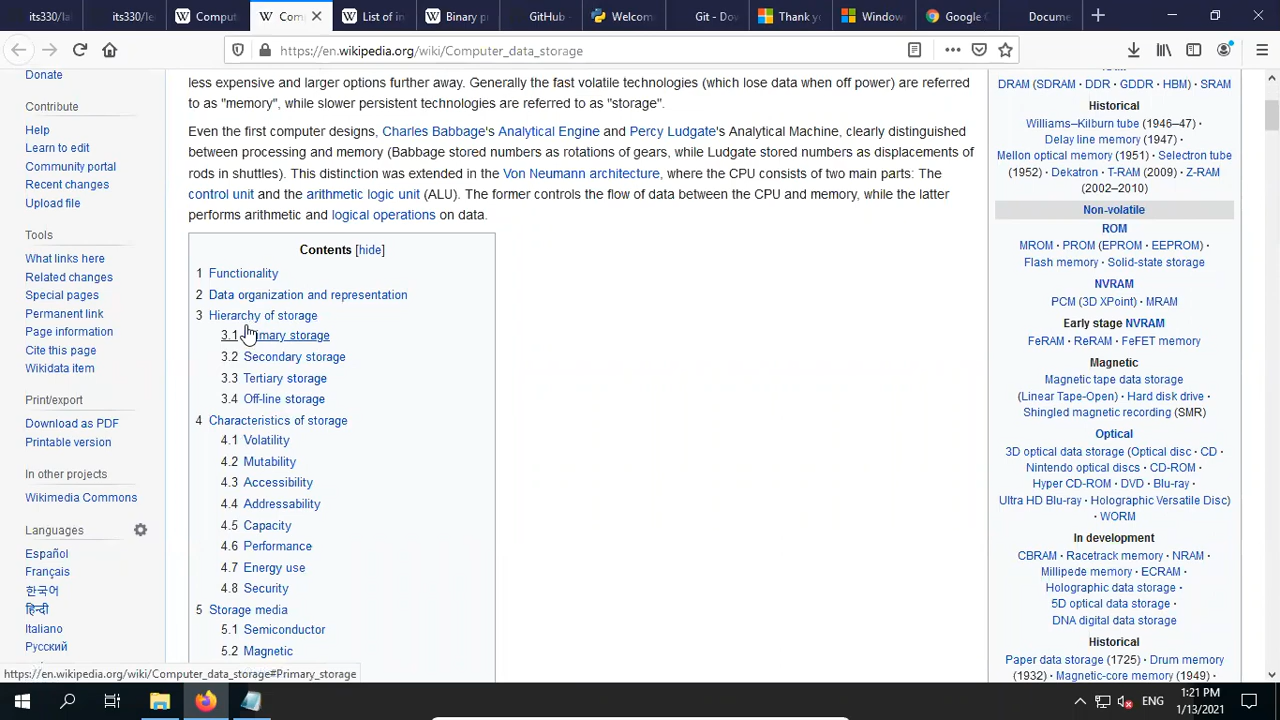 its330/
its330/le
Comput
Com
List of in
Binary p
GitHub
Welcom
Git - Do
Thank y
Window
Google C
Docume
https://en.wikipedia.org/wiki/Computer_data_storage
Donate
Contribute
Help
Learn to edit
Community portal
Recent changes
Upload file
Tools
What links here
Related changes
Special pages
Permanent link
Page information
Cite this page
Wikidata item
Print/export
Download as PDF
Printable version
In other projects
Wikimedia Commons
Languages
Español
Français
한국어
हिन्दी
Italiano
Русский
less expensive and larger options further away. Generally the fast volatile technologies (which lose data when off power) are referred
to as "memory", while slower persistent technologies are referred to as "storage".
Even the first computer designs, Charles Babbage's Analytical Engine and Percy Ludgate's Analytical Machine, clearly distinguished
between processing and memory (Babbage stored numbers as rotations of gears, while Ludgate stored numbers as displacements of
rods in shuttles). This distinction was extended in the Von Neumann architecture, where the CPU consists of two main parts: The
control unit and the arithmetic logic unit (ALU). The former controls the flow of data between the CPU and memory, while the latter
performs arithmetic and logical operations on data.
Contents [hide]
1 Functionality
2 Data organization and representation
3 Hierarchy of storage
3.1 Primary storage
3.2 Secondary storage
3.3 Tertiary storage
3.4 Off-line storage
4 Characteristics of storage
4.1 Volatility
4.2 Mutability
4.3 Accessibility
4.4 Addressability
4.5 Capacity
4.6 Performance
4.7 Energy use
4.8 Security
5 Storage media
5.1 Semiconductor
5.2 Magnetic
DRAM (SDRAM · DDR · GDDR · HBM) · SRAM
Historical
Williams–Kilburn tube (1946–47) ·
Delay line memory (1947) ·
Mellon optical memory (1951) · Selectron tube
(1952) · Dekatron · T-RAM (2009) · Z-RAM
(2002–2010)
Non-volatile
ROM
MROM · PROM (EPROM · EEPROM) ·
Flash memory · Solid-state storage
NVRAM
PCM (3D XPoint) · MRAM
Early stage NVRAM
FeRAM · ReRAM · FeFET memory
Magnetic
Magnetic tape data storage
(Linear Tape-Open) · Hard disk drive ·
Shingled magnetic recording (SMR)
Optical
3D optical data storage (Optical disc · CD ·
Nintendo optical discs · CD-ROM ·
Hyper CD-ROM · DVD · Blu-ray ·
Ultra HD Blu-ray · Holographic Versatile Disc)
· WORM
In development
CBRAM · Racetrack memory · NRAM ·
Millipede memory · ECRAM ·
Holographic data storage ·
5D optical data storage ·
DNA digital data storage
Historical
Paper data storage (1725) · Drum memory
(1932) · Magnetic-core memory (1949) ·
https://en.wikipedia.org/wiki/Computer_data_storage#Primary_storage
ENG
1:21 PM
1/13/2021